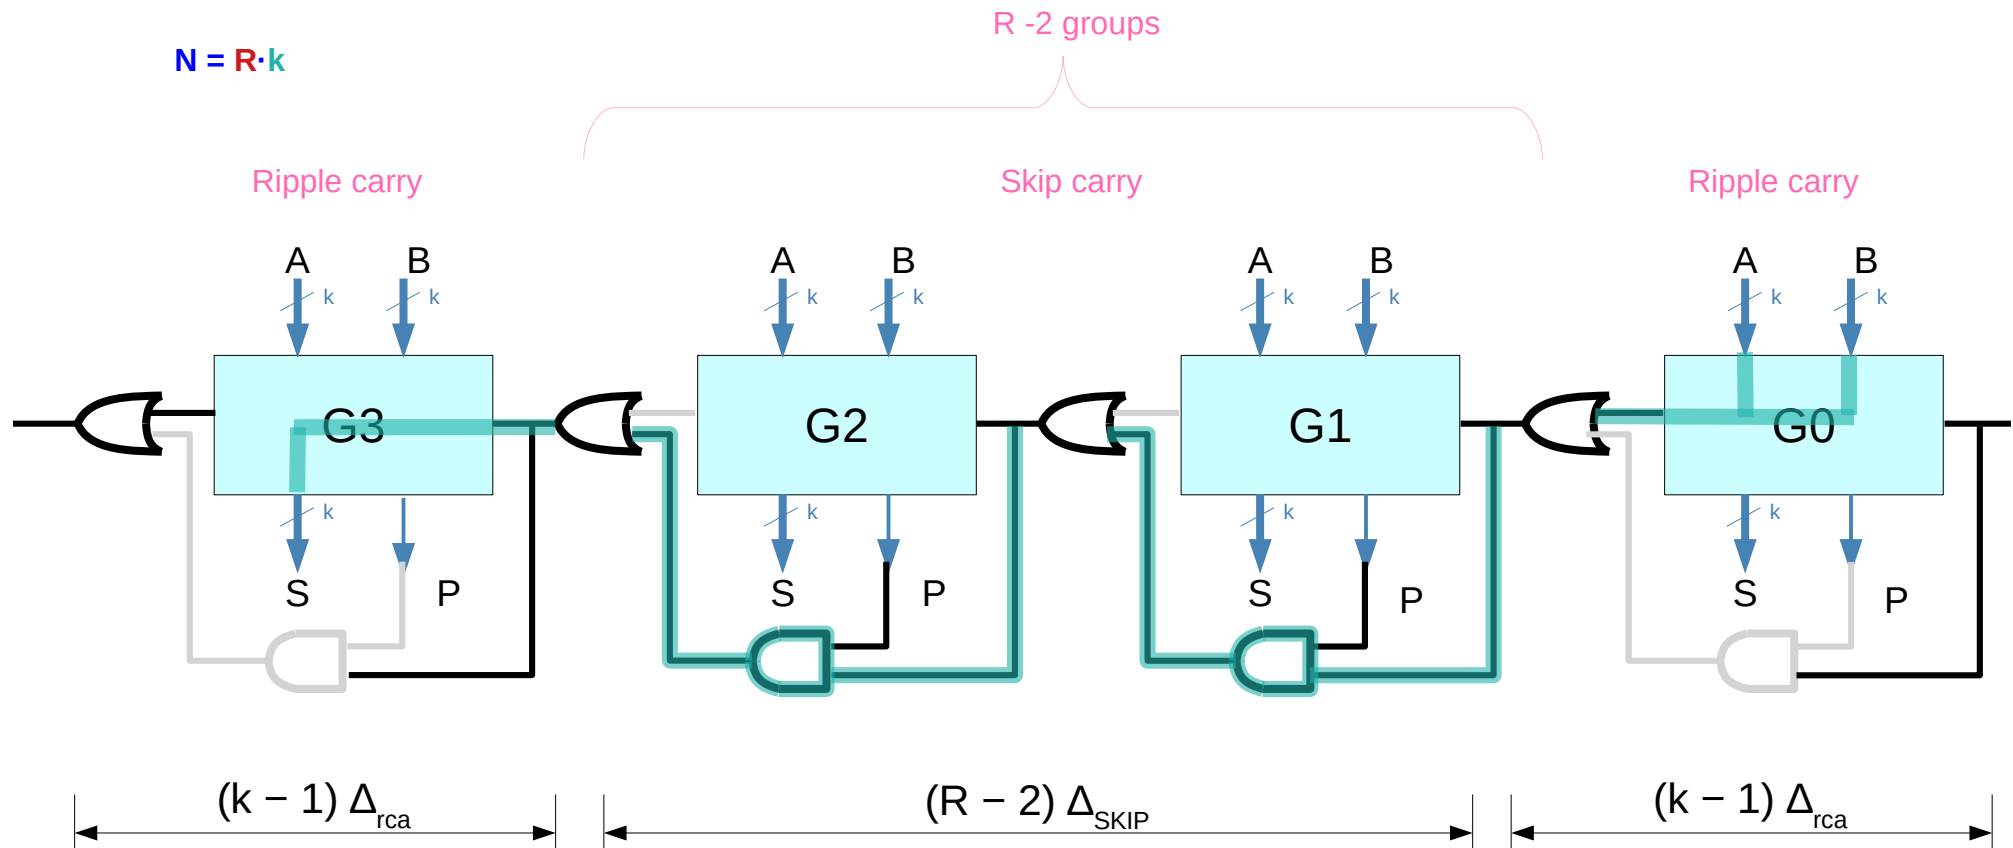 R -2 groups
N = R·k
Ripple carry
Skip carry
Ripple carry
A B A B A B A B
k k k k k k k k
G3 G2 G1 G0
k k k k
S P S P S P S P
(k − 1) Δrca
(R − 2) ΔSKIP
(k − 1) Δrca